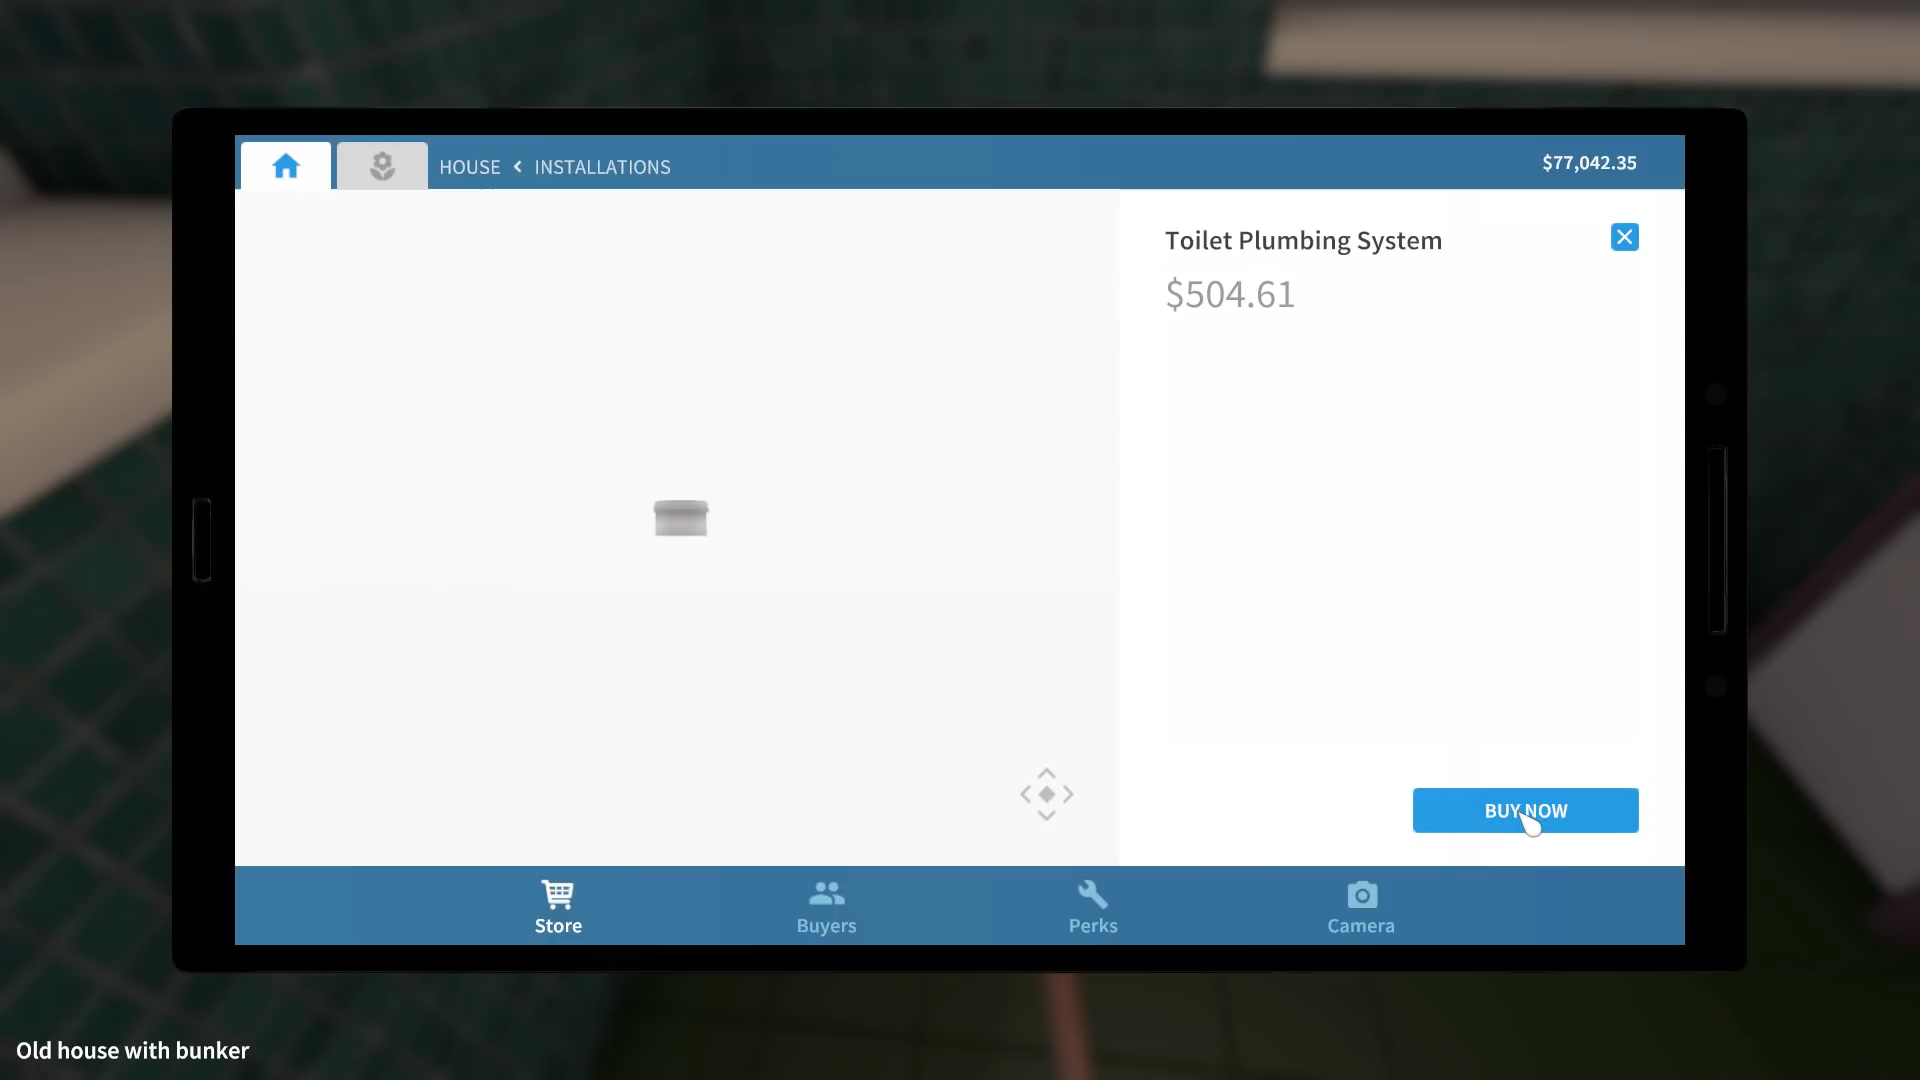 HOUSE < INSTALLATIONS
$77,042.35
Toilet Plumbing System
$504.61
BUY NOW
Store
Buyers
Perks
Camera
Old house with bunker